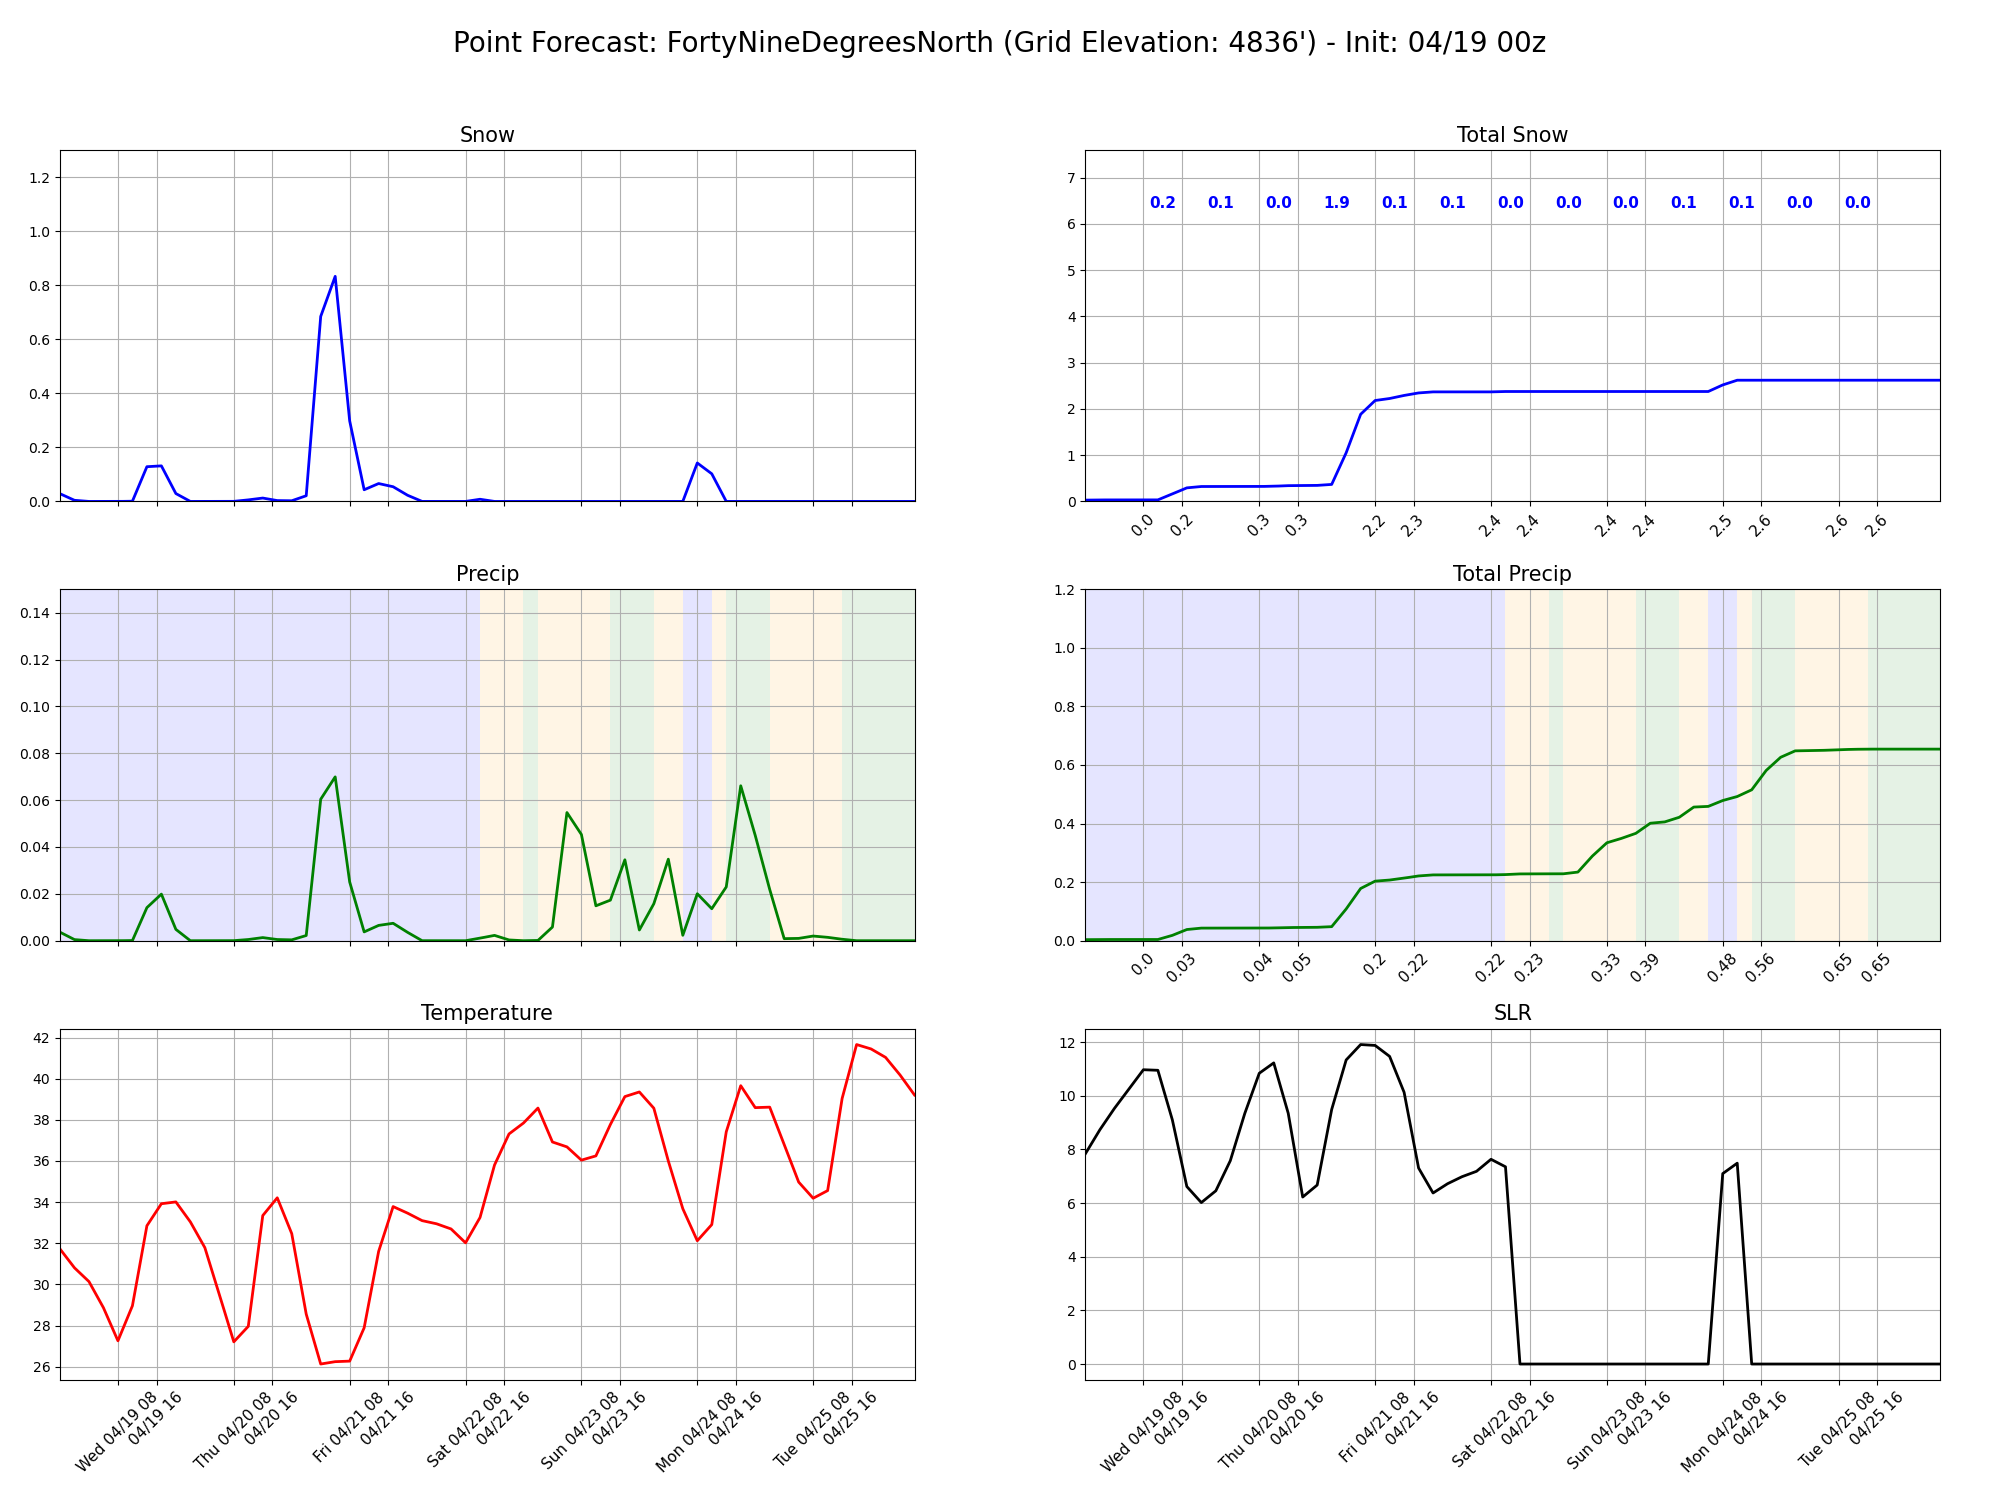 Point Forecast: FortyNineDegreesNorth (Grid Elevation: 4836') - Init: 04/19 00z
Snow
1.2
1.0
0.8
0.6
0.4
0.2
0.0
Total Snow
7
6
5
4
3
2
1
0
0.2 0.1 0.0 1.9 0.1 0.1 0.0 0.0 0.0 0.1 0.1 0.0 0.0
0.0 0.2 0.3 0.3 2.2 2.3 2.4 2.4 2.4 2.4 2.5 2.6 2.6 2.6
Precip
0.14
0.12
0.10
0.08
0.06
0.04
0.02
0.00
Total Precip
1.2
1.0
0.8
0.6
0.4
0.2
0.0
0.0 0.03 0.04 0.05 0.2 0.22 0.22 0.23 0.33 0.39 0.48 0.56 0.65 0.65
Temperature
42
40
38
36
34
32
30
28
26
Wed 04/19 08
04/19 16
Thu 04/20 08
04/20 16
Fri 04/21 08
04/21 16
Sat 04/22 08
04/22 16
Sun 04/23 08
04/23 16
Mon 04/24 08
04/24 16
Tue 04/25 08
04/25 16
SLR
12
10
8
6
4
2
0
Wed 04/19 08
04/19 16
Thu 04/20 08
04/20 16
Fri 04/21 08
04/21 16
Sat 04/22 08
04/22 16
Sun 04/23 08
04/23 16
Mon 04/24 08
04/24 16
Tue 04/25 08
04/25 16